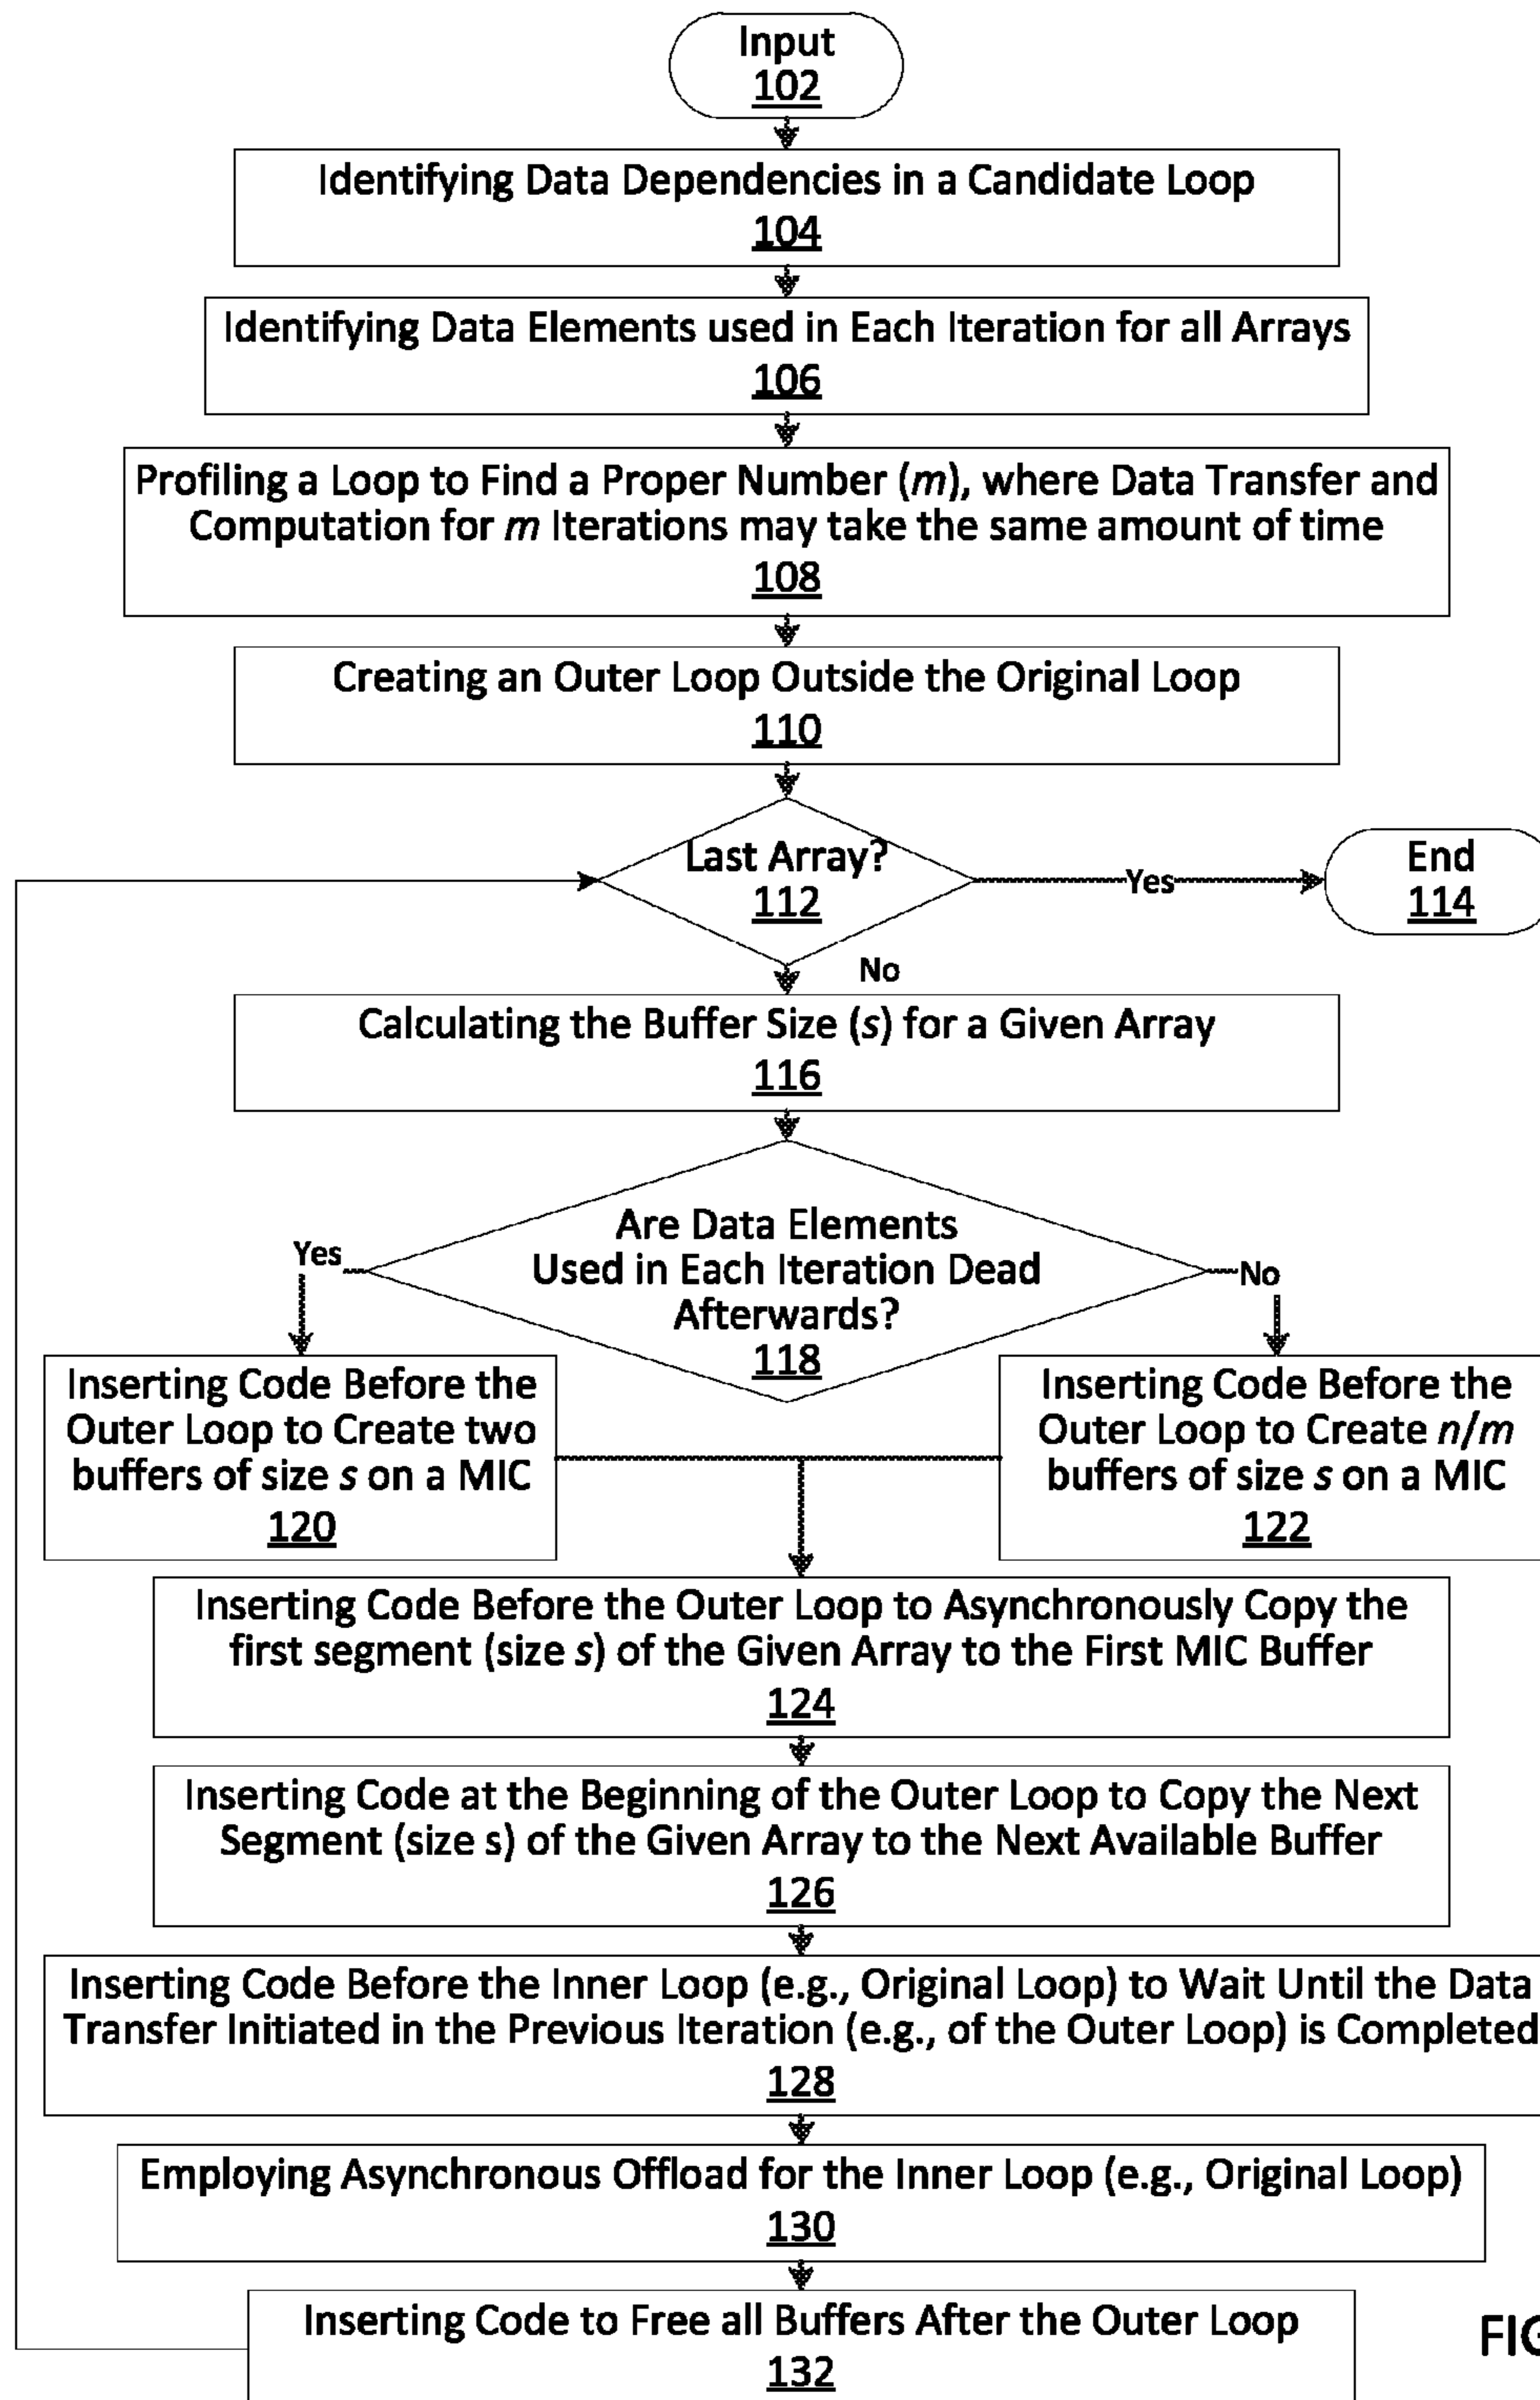 Input
102
Identifying Data Dependencies in a Candidate Loop
104
Identifying Data Elements used in Each Iteration for all Arrays
106
Profiling a Loop to Find a Proper Number (m), where Data Transfer and
Computation for m Iterations may take the same amount of time
108
Creating an Outer Loop Outside the Original Loop
110
Last Array?
112
Yes
End
114
No
Calculating the Buffer Size (s) for a Given Array
116
Are Data Elements
Used in Each Iteration Dead
Afterwards?
118
Yes
No
Inserting Code Before the
Outer Loop to Create two
buffers of size s on a MIC
120
Inserting Code Before the
Outer Loop to Create n/m
buffers of size s on a MIC
122
Inserting Code Before the Outer Loop to Asynchronously Copy the
first segment (size s) of the Given Array to the First MIC Buffer
124
Inserting Code at the Beginning of the Outer Loop to Copy the Next
Segment (size s) of the Given Array to the Next Available Buffer
126
Inserting Code Before the Inner Loop (e.g., Original Loop) to Wait Until the Data
Transfer Initiated in the Previous Iteration (e.g., of the Outer Loop) is Completed
128
Employing Asynchronous Offload for the Inner Loop (e.g., Original Loop)
130
Inserting Code to Free all Buffers After the Outer Loop
132